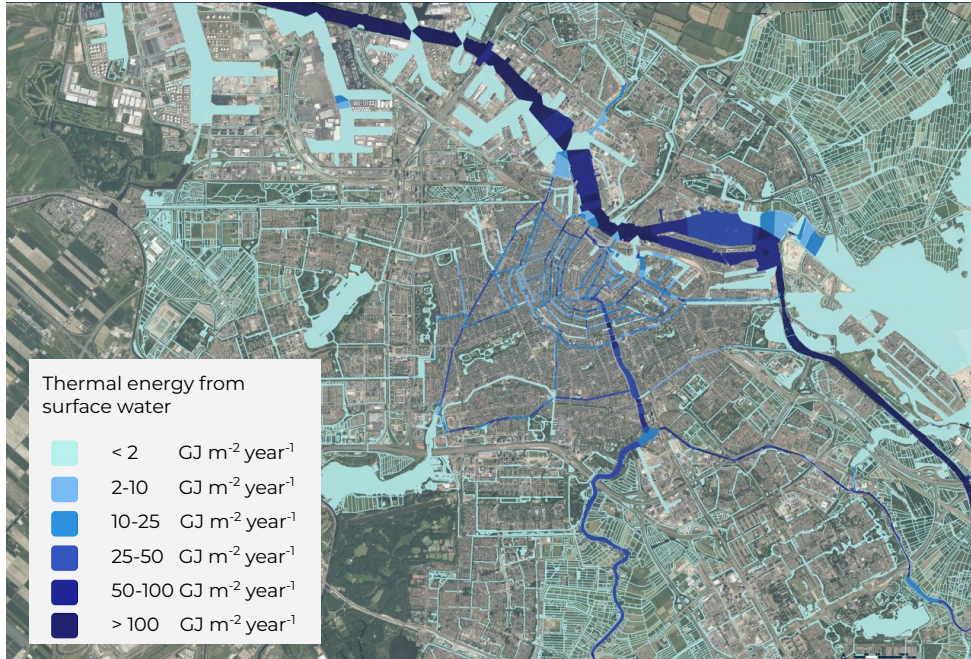 Thermal energy from
surface water
< 2 GJ m⁻² year⁻¹
2-10 GJ m⁻² year⁻¹
10-25 GJ m⁻² year⁻¹
25-50 GJ m⁻² year⁻¹
50-100 GJ m⁻² year⁻¹
> 100 GJ m⁻² year⁻¹